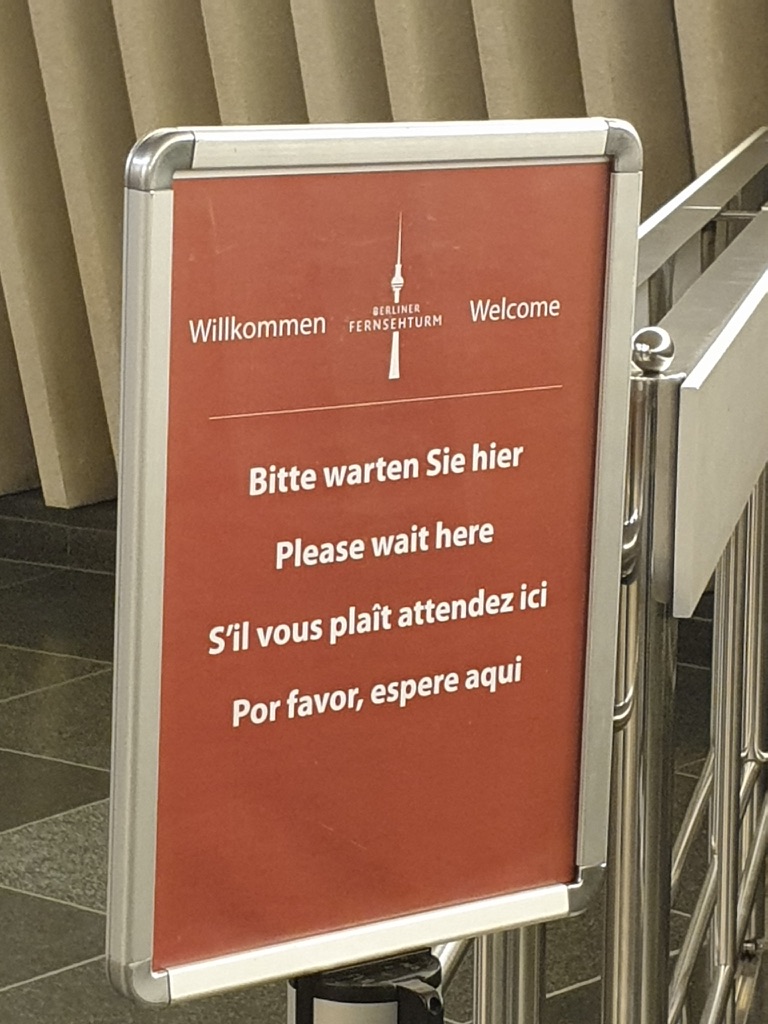 Willkommen
BERLINER
FERNSEHTURM
Welcome
Bitte warten Sie hier
Please wait here
S'il vous plaît attendez ici
Por favor, espere aqui